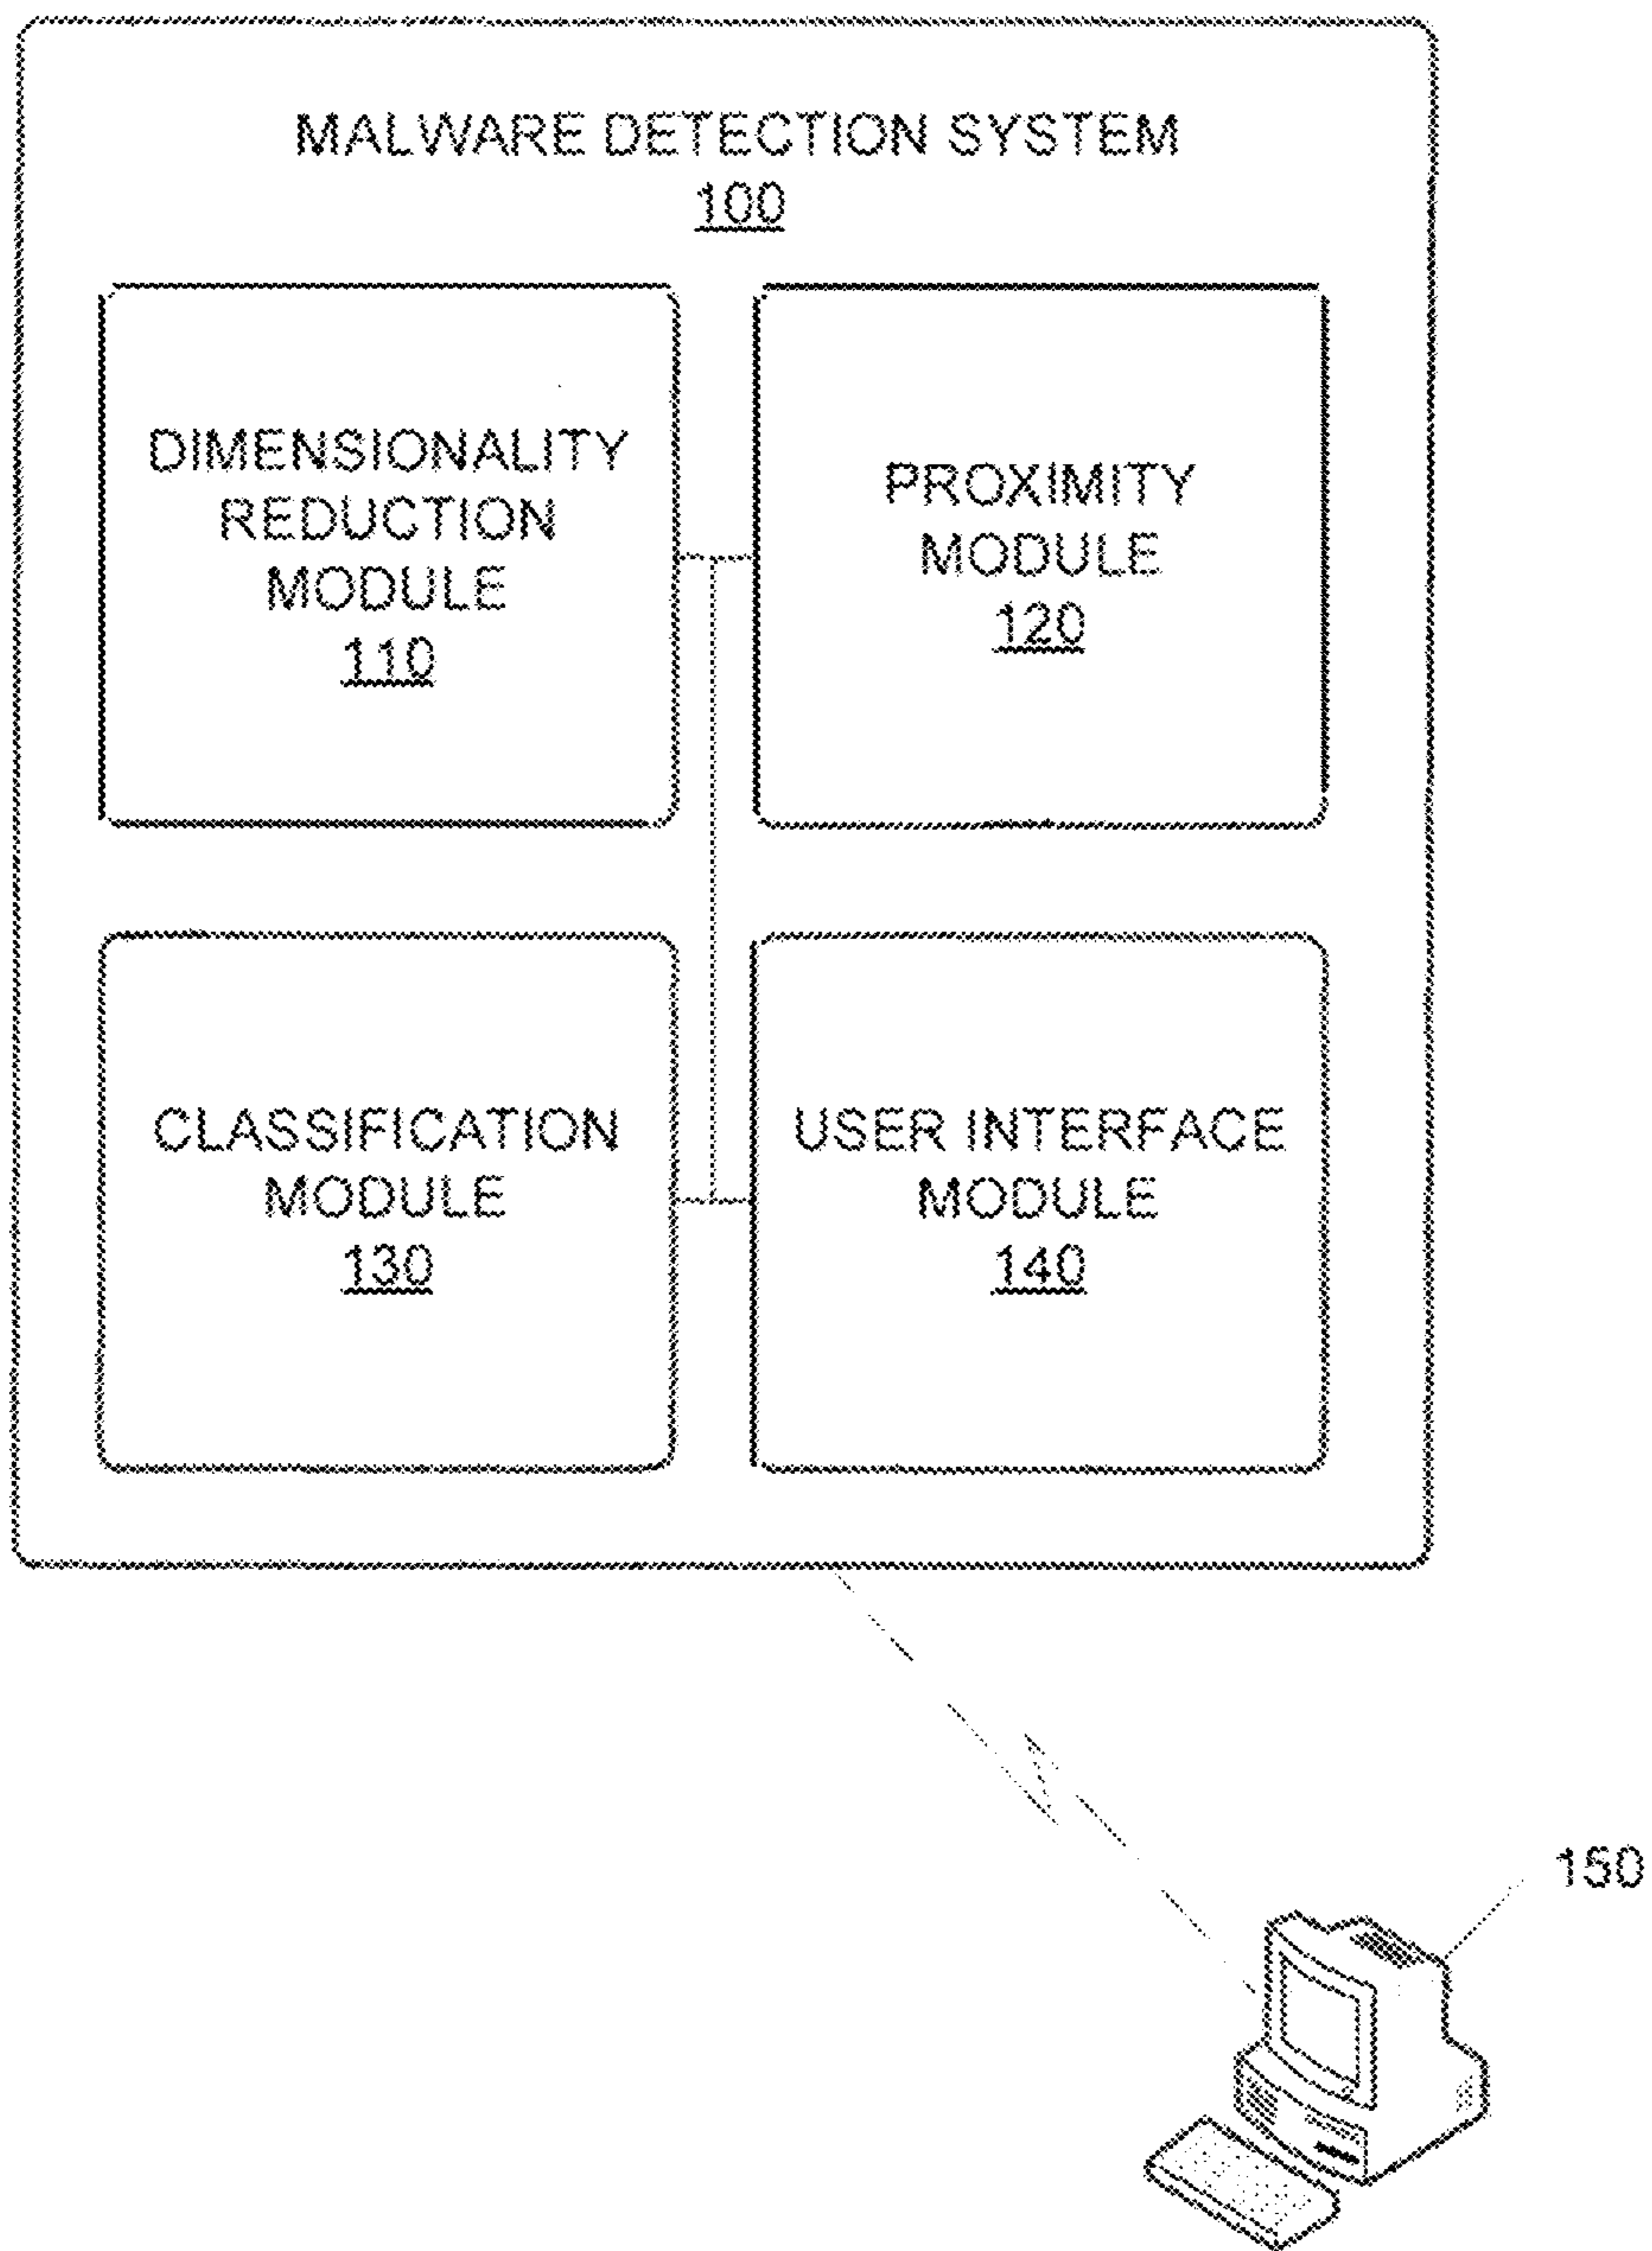 MALWARE DETECTION SYSTEM
100
DIMENSIONALITY
REDUCTION
MODULE
110
PROXIMITY
MODULE
120
CLASSIFICATION
MODULE
130
USER INTERFACE
MODULE
140
150